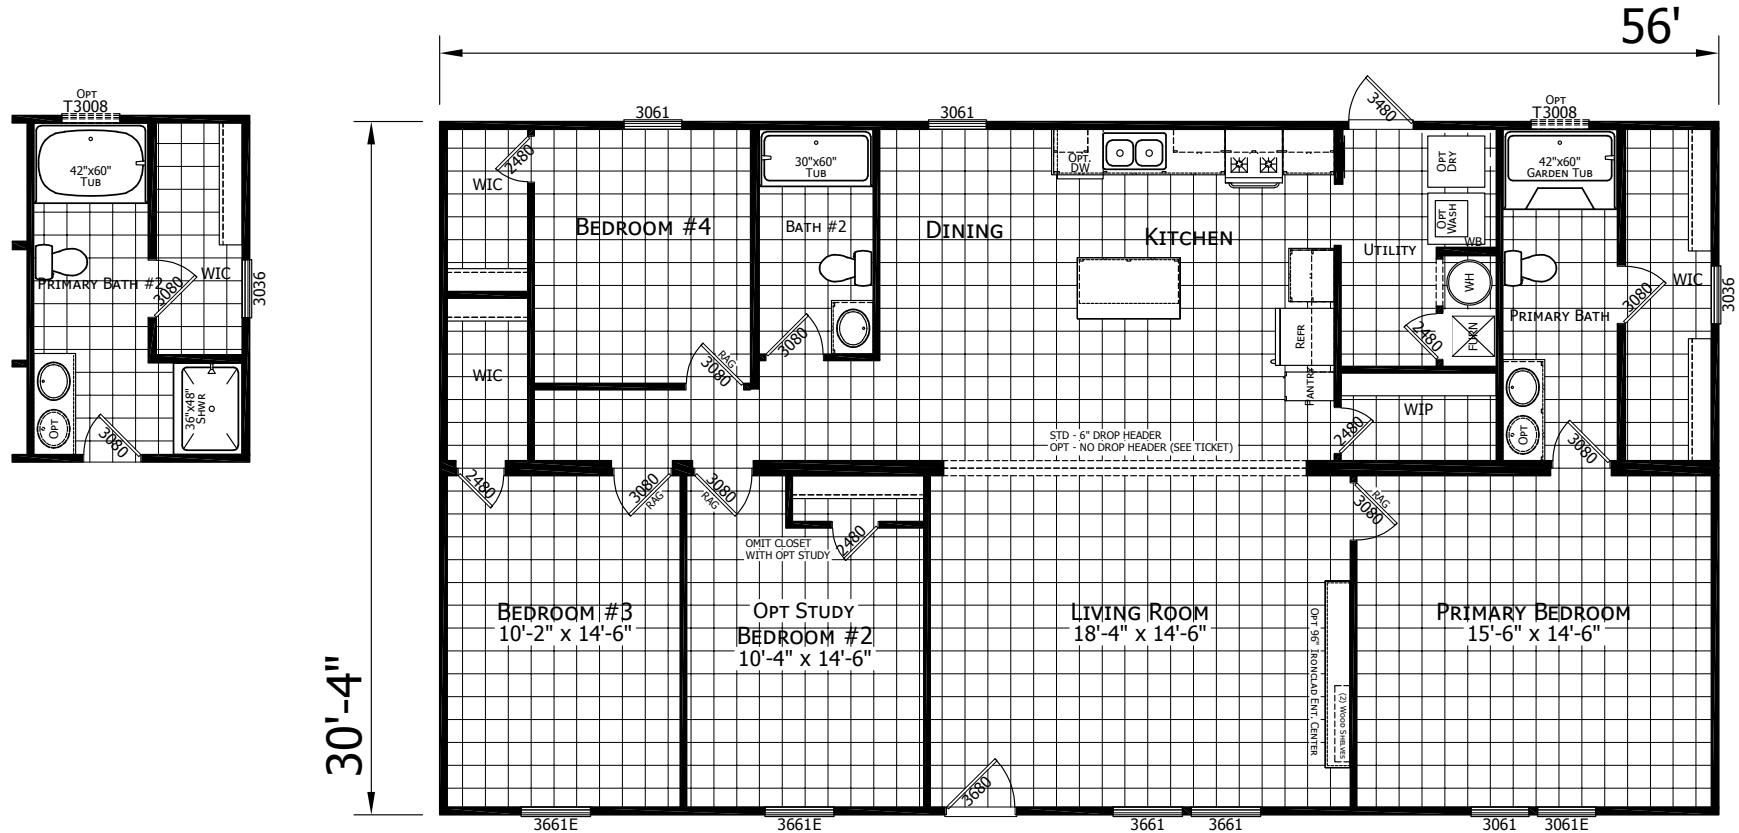 56'
OPT
T3008
42"x60"
TUB
PRIMARY BATH #2
3080
WIC
3036
OPT
36"x48"
SHWR
3080
30'-4"
3061
3061
3480
OPT
T3008
2480
WIC
BEDROOM #4
30"x60"
TUB
BATH #2
3080
DINING
OPT.
DW
KITCHEN
OPT
DRY
OPT
WASH
WB
UTILITY
WH
2480
FURN
REFR
PANTRY
WIP
2480
42"x60"
GARDEN TUB
PRIMARY BATH
3080
WIC
3036
OPT
3080
WIC
RAG
3080
STD - 6" DROP HEADER
OPT - NO DROP HEADER (SEE TICKET)
2480
3080
RAG
3080
RAG
2480
OMIT CLOSET
WITH OPT STUDY
RAG
3080
BEDROOM #3
10'-2" x 14'-6"
OPT STUDY
BEDROOM #2
10'-4" x 14'-6"
LIVING ROOM
18'-4" x 14'-6"
OPT 96" IRONCLAD ENT. CENTER
(2) WOOD SHELVES
PRIMARY BEDROOM
15'-6" x 14'-6"
3680
3661E
3661E
3661
3661
3061
3061E